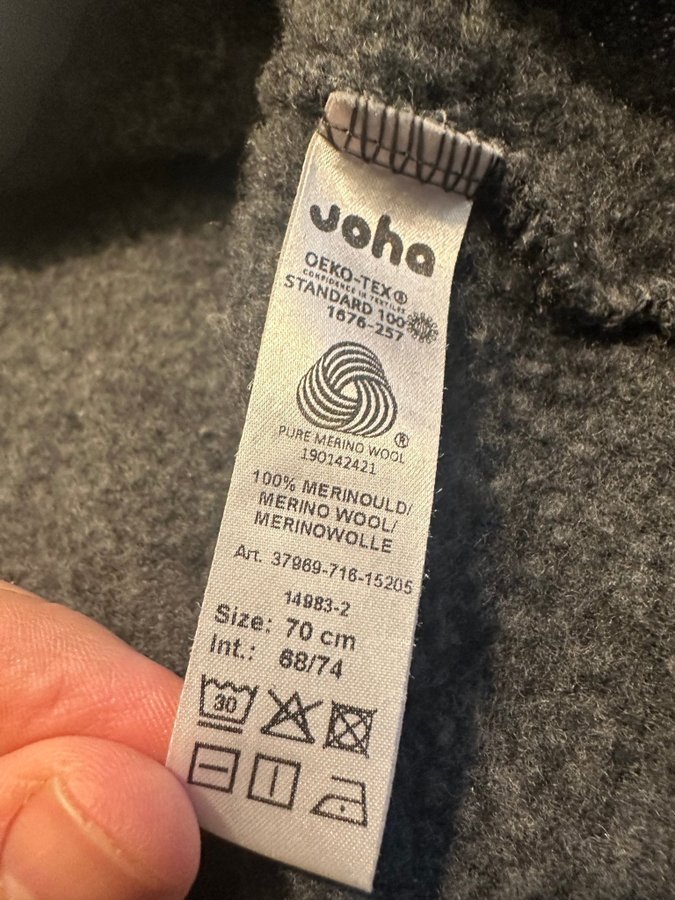 joha
OEKO-TEX®
CONFIDENCE IN TEXTILES
STANDARD 100
1676-257
PURE MERINO WOOL ®
190142421
100% MERINOULD/
MERINO WOOL/
MERINOWOLLE
Art. 37969-716-15205
14983-2
Size: 70 cm
Int.: 68/74
30